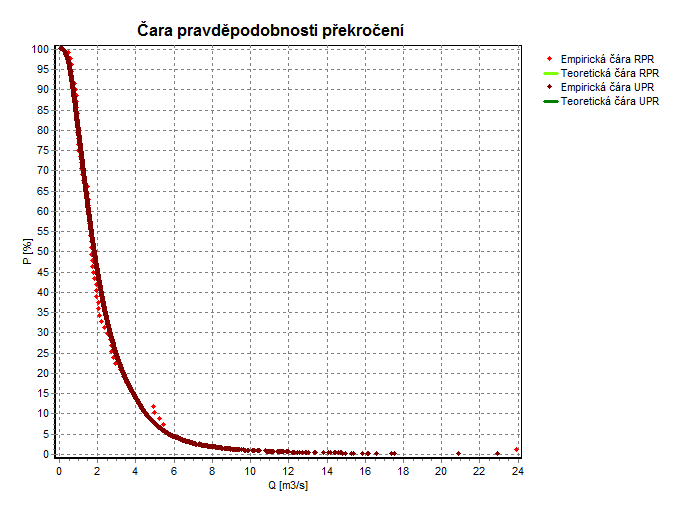 Čara pravděpodobnosti překročení
Empirická čára RPR
Teoretická čára RPR
Empirická čára UPR
Teoretická čára UPR
P [%]
100
95
90
85
80
75
70
65
60
55
50
45
40
35
30
25
20
15
10
5
0
0 2 4 6 8 10 12 14 16 18 20 22 24
Q [m3/s]